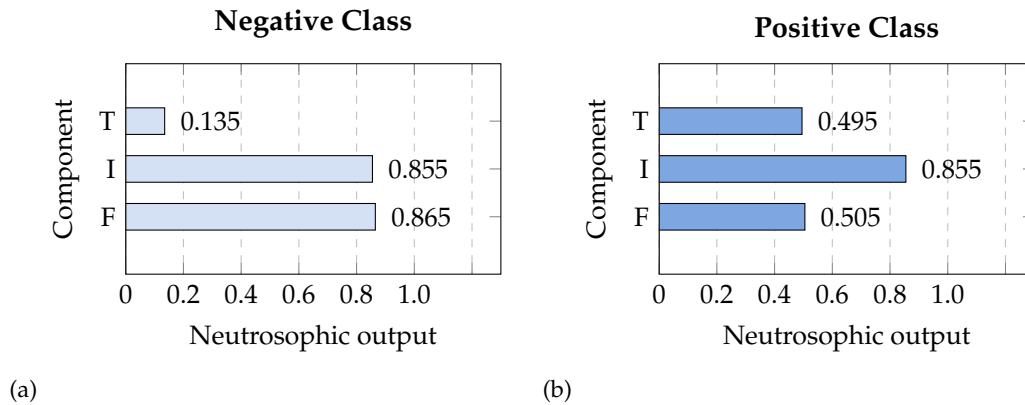 Negative Class
Component
T
0.135
I
0.855
F
0.865
0 0.2 0.4 0.6 0.8 1.0
Neutrosophic output
(a)
Positive Class
Component
T
0.495
I
0.855
F
0.505
0 0.2 0.4 0.6 0.8 1.0
Neutrosophic output
(b)